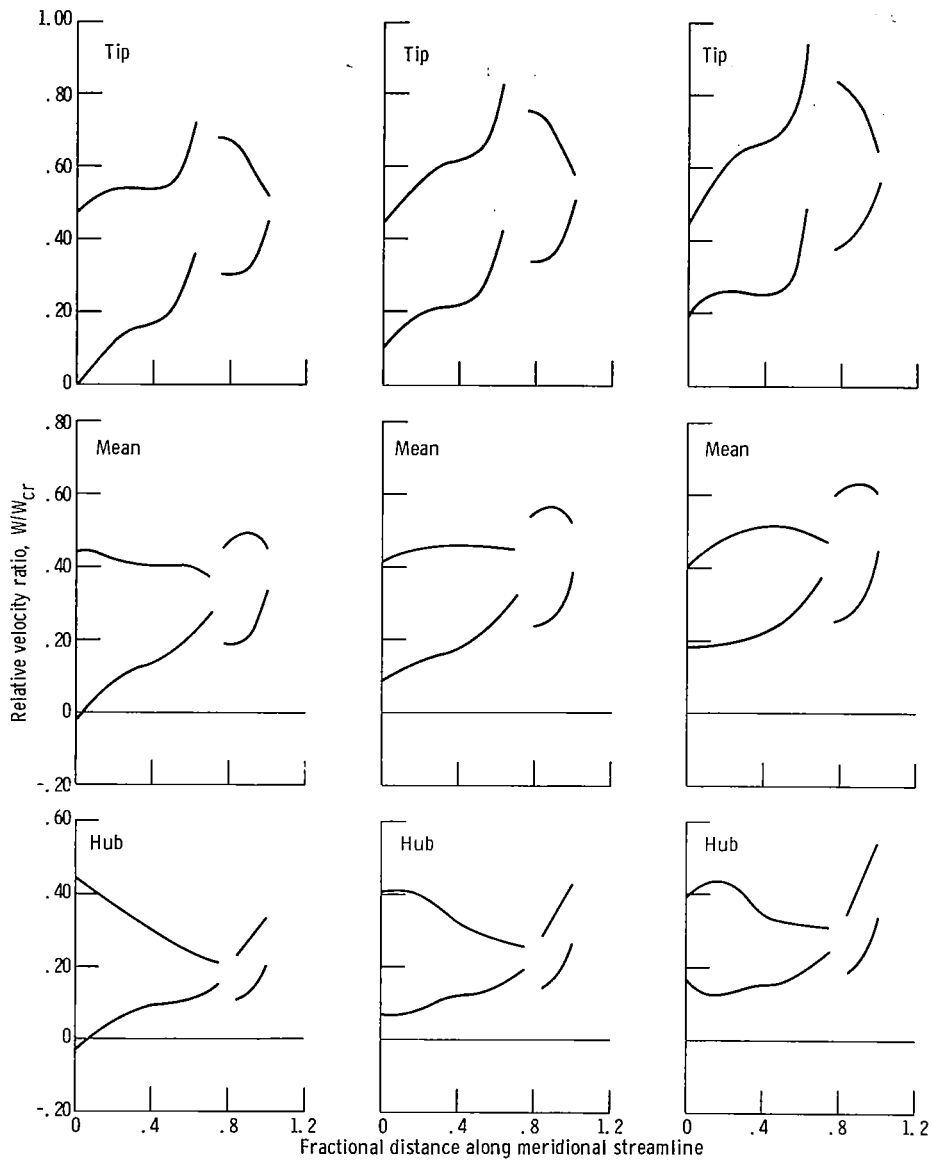 1.00
.80
.60
.40
.20
0
Tip
Tip
Tip
.80
.60
.40
.20
0
-.20
Mean
Mean
Mean
Relative velocity ratio, W/Wcr
.60
.40
.20
0
-.20
Hub
Hub
Hub
0 .4 .8 1.2 0 .4 .8 1.2 0 .4 .8 1.2
Fractional distance along meridional streamline